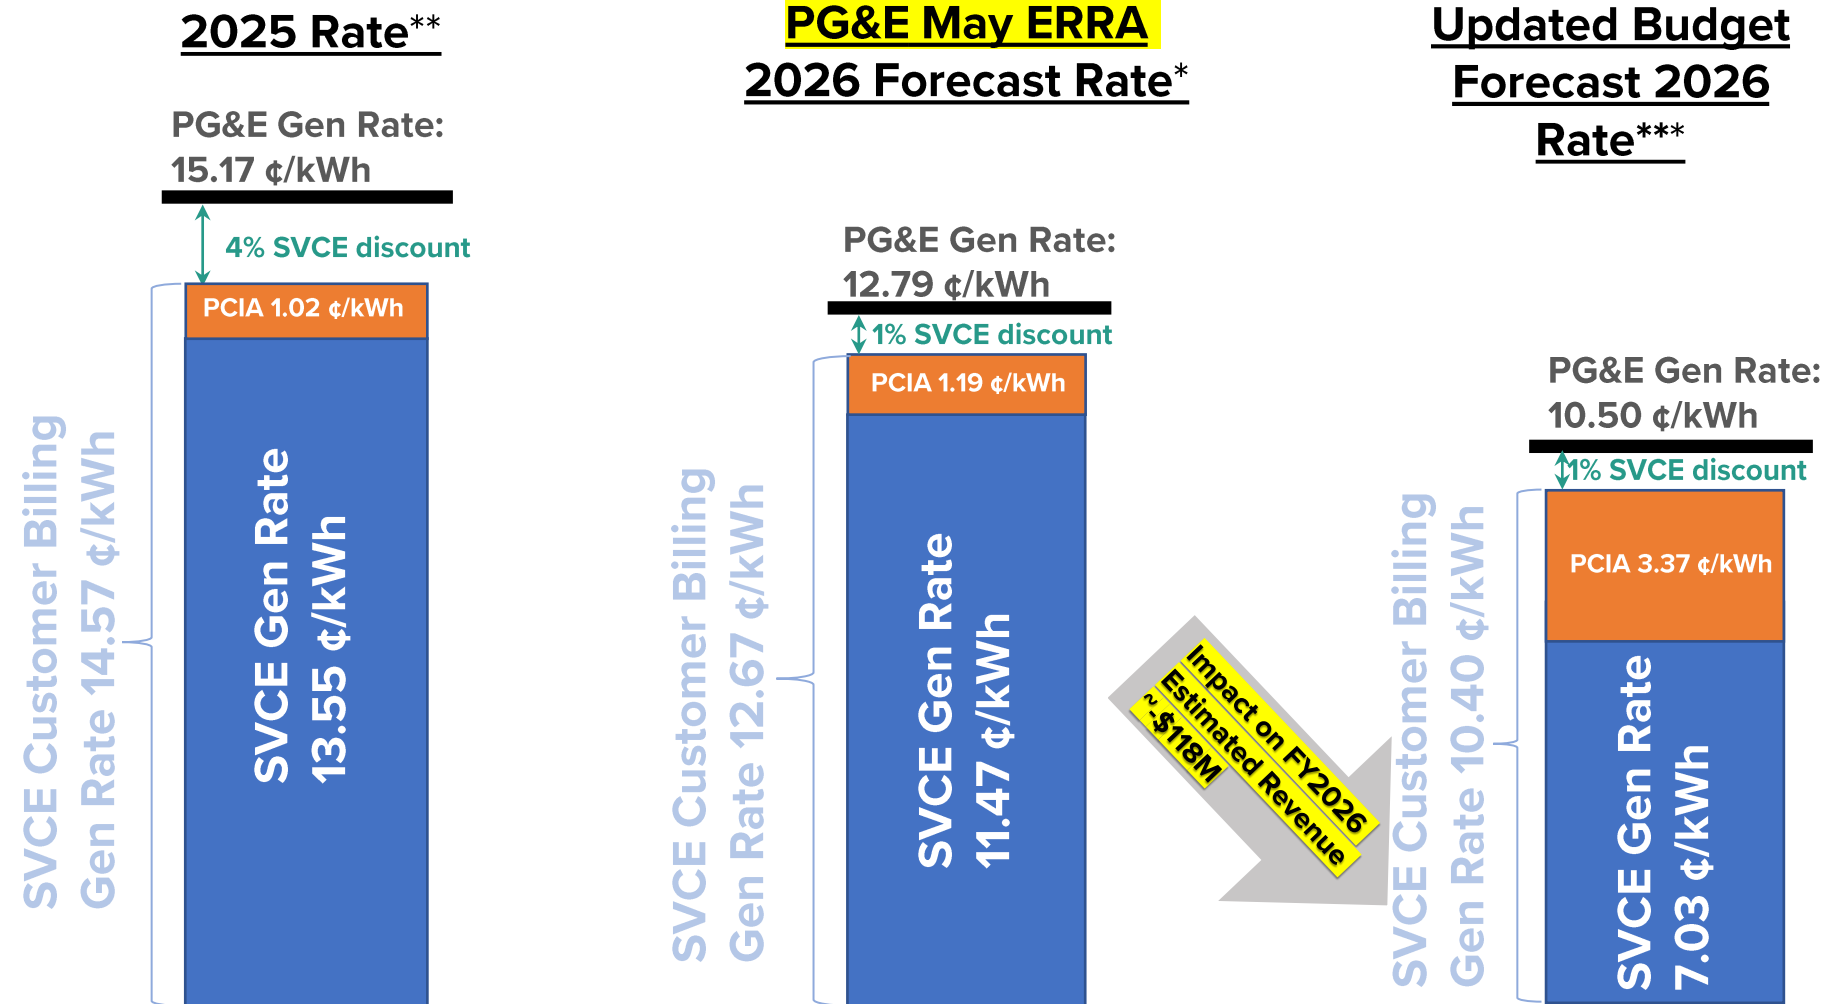 2025 Rate**
PG&E Gen Rate:
15.17 ¢/kWh
4% SVCE discount
PCIA 1.02 ¢/kWh
SVCE Gen Rate
13.55 ¢/kWh
SVCE Customer Billing
Gen Rate 14.57 ¢/kWh
PG&E May ERRA
2026 Forecast Rate*
PG&E Gen Rate:
12.79 ¢/kWh
1% SVCE discount
PCIA 1.19 ¢/kWh
SVCE Gen Rate
11.47 ¢/kWh
SVCE Customer Billing
Gen Rate 12.67 ¢/kWh
Impact on FY2026
Estimated Revenue
~-$118M
Updated Budget
Forecast 2026
Rate***
PG&E Gen Rate:
10.50 ¢/kWh
1% SVCE discount
PCIA 3.37 ¢/kWh
SVCE Gen Rate
7.03 ¢/kWh
SVCE Customer Billing
Gen Rate 10.40 ¢/kWh